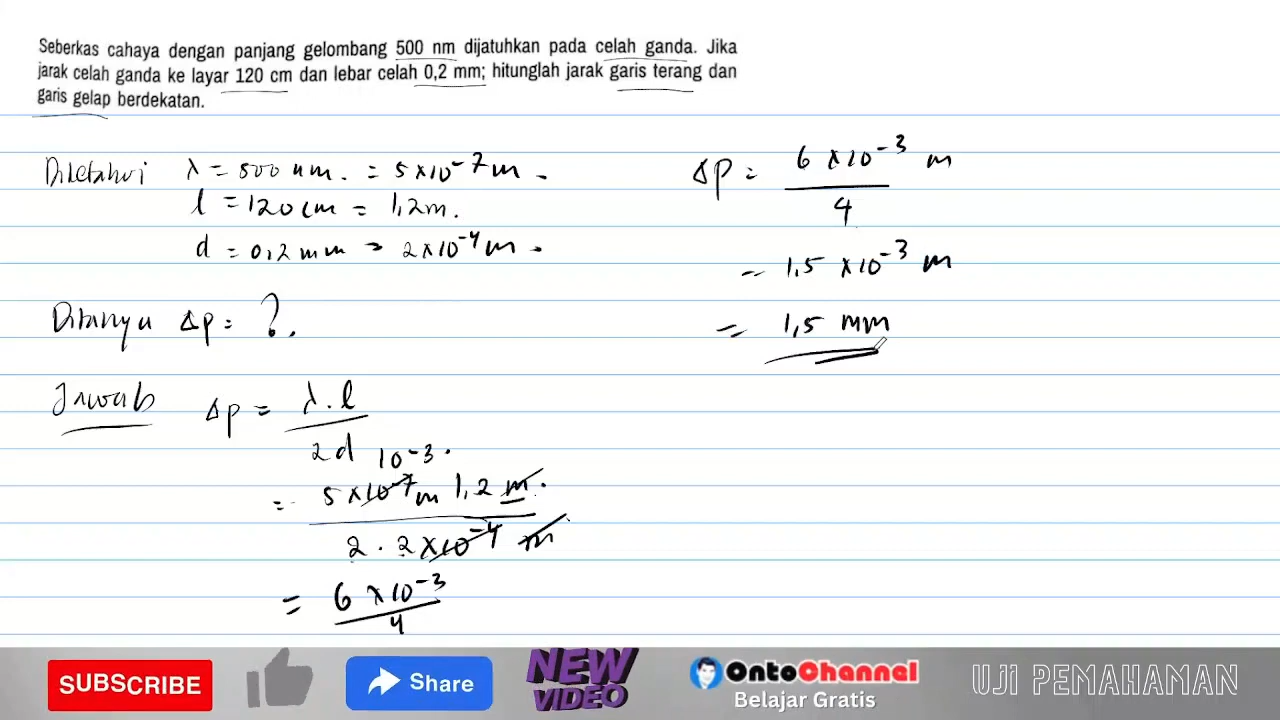 Seberkas cahaya dengan panjang gelombang 500 nm dijatuhkan pada celah ganda. Jika
jarak celah ganda ke layar 120 cm dan lebar celah 0,2 mm; hitunglah jarak garis terang dan
garis gelap berdekatan.
Diketahui λ = 500 nm. = 5 × 10⁻⁷ m
l = 120 cm = 1,2 m.
d = 0,2 mm = 2 × 10⁻⁴ m
Ditanya Δp = ?.
Jawab Δp = λ.l / 2d
10⁻³.
= 5 × 10⁻⁷ m 1,2 m. / 2 . 2 × 10⁻⁴ m
= 6 × 10⁻³ / 4
Δp = 6 × 10⁻³ m / 4
= 1,5 × 10⁻³ m
= 1,5 mm
SUBSCRIBE
Share
NEW
VIDEO
OntoChannel
Belajar Gratis
UJI PEMAHAMAN